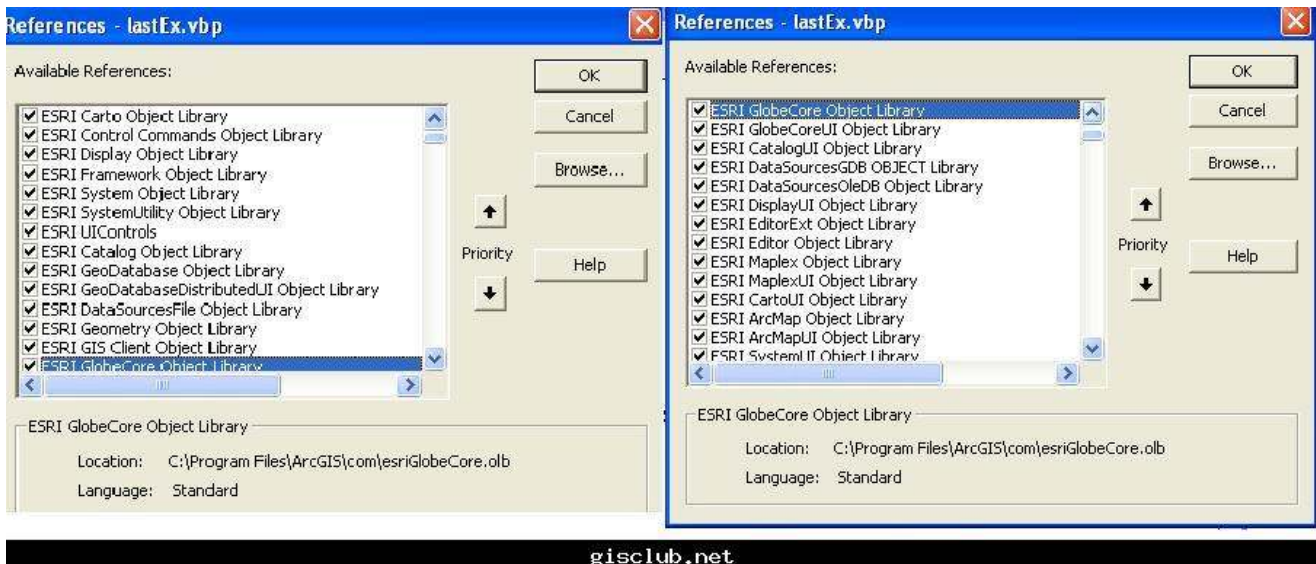 References - lastEx.vbp
Available References:
OK
Cancel
Browse...
Priority
Help
ESRI Carto Object Library
ESRI Control Commands Object Library
ESRI Display Object Library
ESRI Framework Object Library
ESRI System Object Library
ESRI SystemUtility Object Library
ESRI UIControls
ESRI Catalog Object Library
ESRI GeoDatabase Object Library
ESRI GeoDatabaseDistributedUI Object Library
ESRI DataSourcesFile Object Library
ESRI Geometry Object Library
ESRI GIS Client Object Library
ESRI GlobeCore Object Library
ESRI GlobeCore Object Library
Location: C:\Program Files\ArcGIS\com\esriGlobeCore.olb
Language: Standard
References - lastEx.vbp
Available References:
OK
Cancel
Browse...
Priority
Help
ESRI GlobeCore Object Library
ESRI GlobeCoreUI Object Library
ESRI CatalogUI Object Library
ESRI DataSourcesGDB OBJECT Library
ESRI DataSourcesOleDB Object Library
ESRI DisplayUI Object Library
ESRI EditorExt Object Library
ESRI Editor Object Library
ESRI Maplex Object Library
ESRI MaplexUI Object Library
ESRI CartoUI Object Library
ESRI ArcMap Object Library
ESRI ArcMapUI Object Library
ESRI SystemUI Object Library
ESRI GlobeCore Object Library
Location: C:\Program Files\ArcGIS\com\esriGlobeCore.olb
Language: Standard
gisclub.net